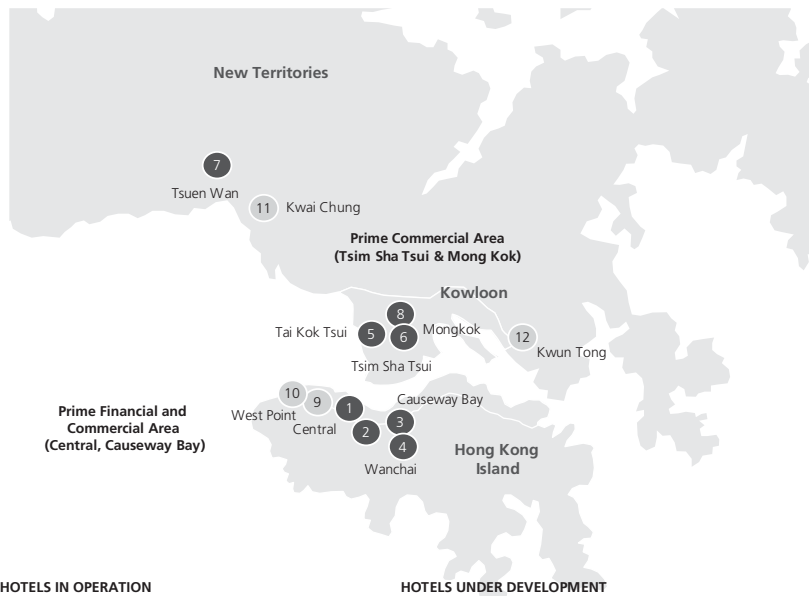 New Territories
7
Tsuen Wan
11
Kwai Chung
Prime Commercial Area
(Tsim Sha Tsui & Mong Kok)
Kowloon
8
Mongkok
Tai Kok Tsui
5
6
12
Kwun Tong
Tsim Sha Tsui
10
9
1
Causeway Bay
West Point
Prime Financial and
Commercial Area
(Central, Causeway Bay)
Central
2
3
4
Wanchai
Hong Kong
Island
HOTELS IN OPERATION
HOTELS UNDER DEVELOPMENT